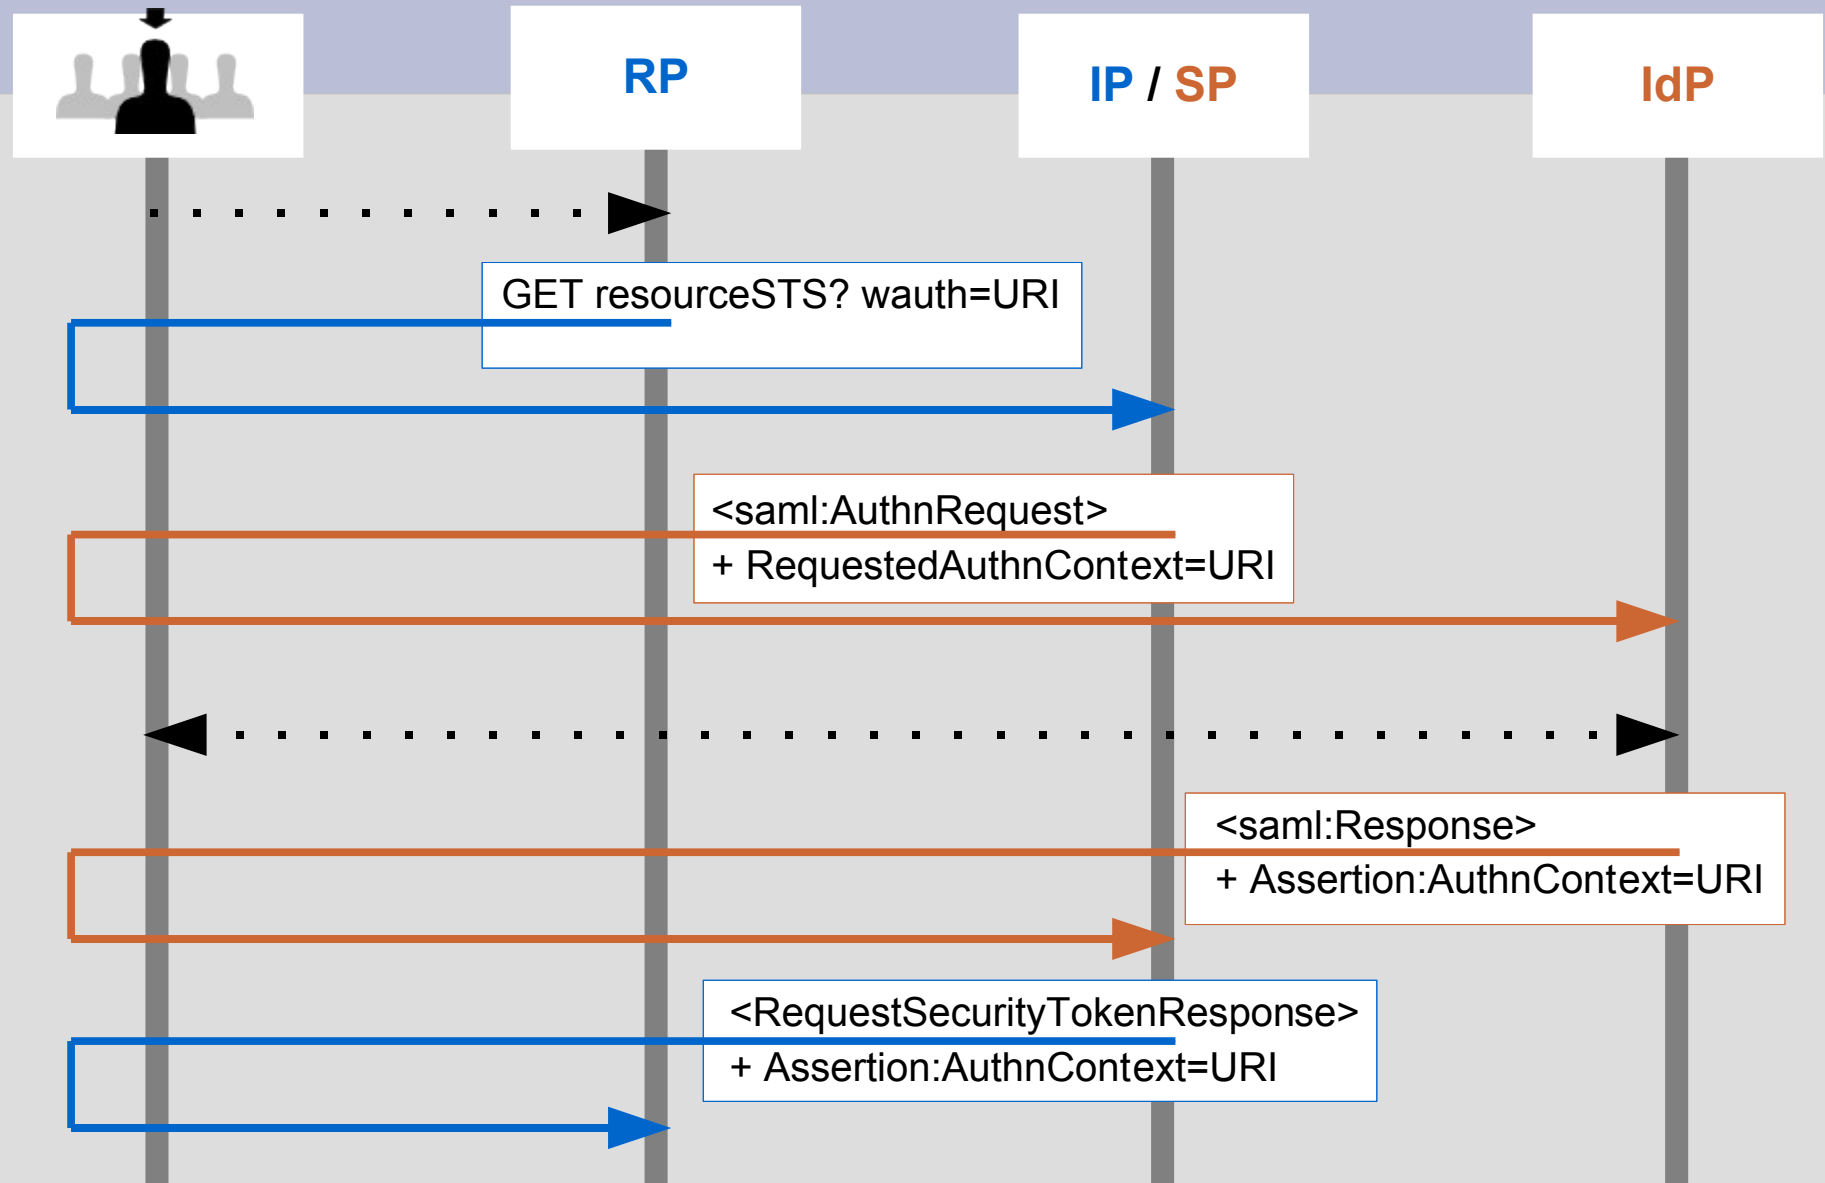 RP
IP / SP
IdP
GET resourceSTS? wauth=URI
<saml:AuthnRequest>
+ RequestedAuthnContext=URI
<saml:Response>
+ Assertion:AuthnContext=URI
<RequestSecurityTokenResponse>
+ Assertion:AuthnContext=URI